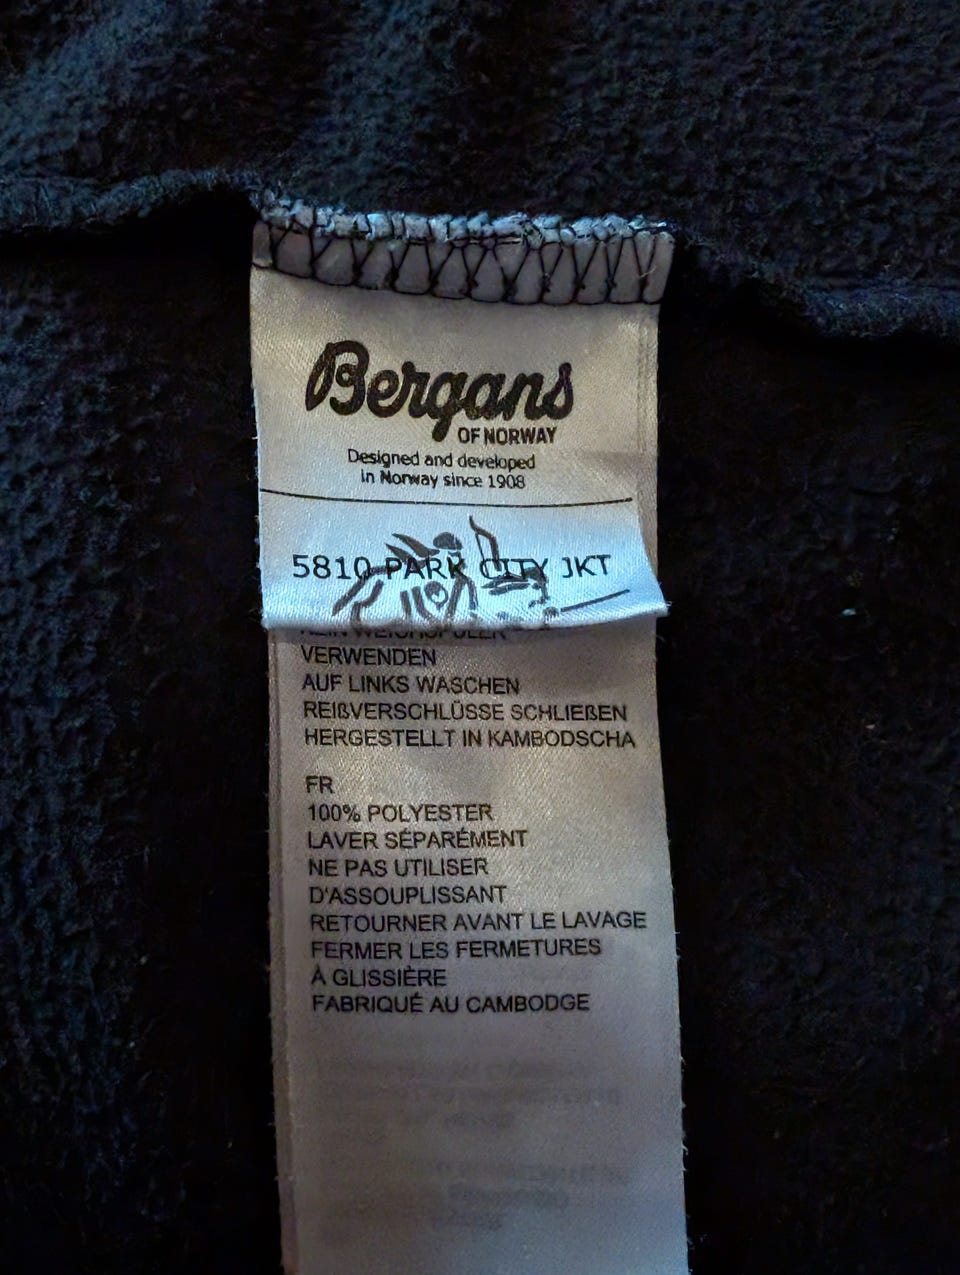 Bergans
OF NORWAY
Designed and developed
in Norway since 1908
5810 PARK CITY JKT
KEIN WEICHSPÜLER
VERWENDEN
AUF LINKS WASCHEN
REIßVERSCHLÜSSE SCHLIEßEN
HERGESTELLT IN KAMBODSCHA
FR
100% POLYESTER
LAVER SÉPARÉMENT
NE PAS UTILISER
D'ASSOUPLISSANT
RETOURNER AVANT LE LAVAGE
FERMER LES FERMETURES
À GLISSIÈRE
FABRIQUÉ AU CAMBODGE